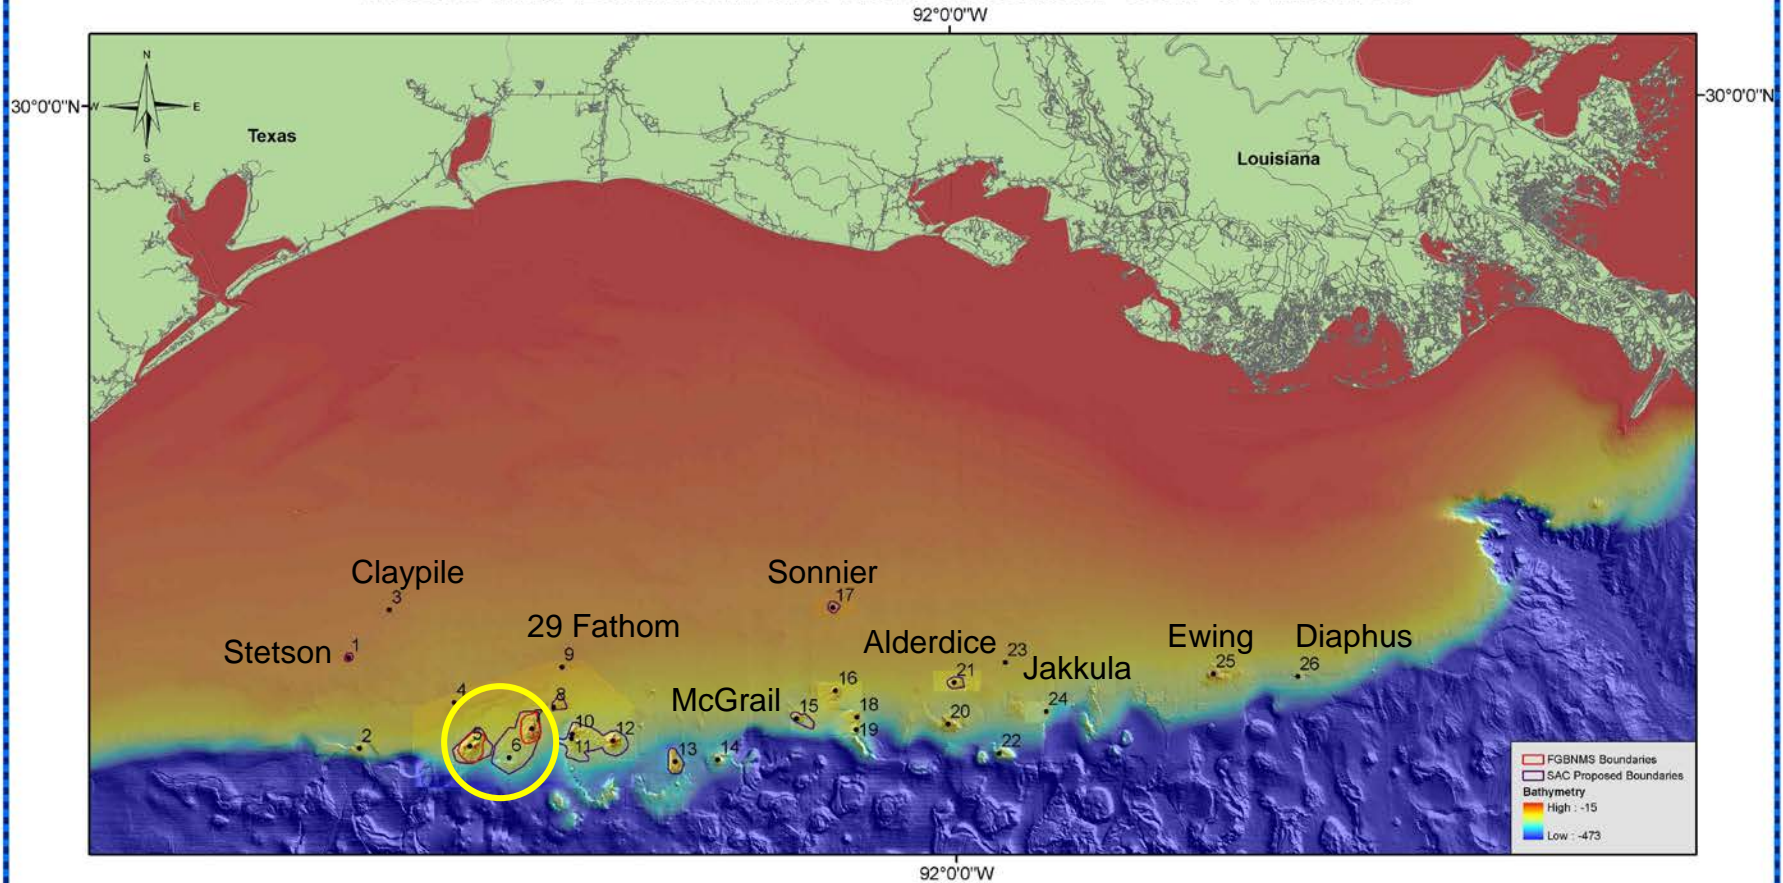 92°0'0"W
N
30°0'0"N
W
E
30°0'0"N
S
Texas
Louisiana
Claypile
3
Sonnier
17
29 Fathom
9
Stetson
1
Alderdice
23
Ewing
25
Diaphus
26
21
Jakkula
24
4
8
McGrail
16
15
18
20
19
2
5
6
7
10
11
12
13
14
22
FGBNMS Boundaries
SAC Proposed Boundaries
Bathymetry
High : -15
Low : -473
92°0'0"W